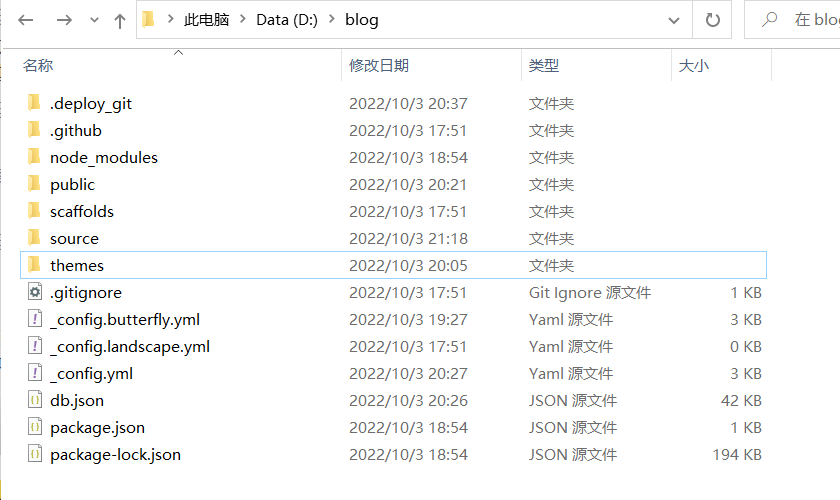 此电脑 Data (D:) blog 在 blo
名称 修改日期 类型 大小
.deploy_git 2022/10/3 20:37 文件夹
.github 2022/10/3 17:51 文件夹
node_modules 2022/10/3 18:54 文件夹
public 2022/10/3 20:21 文件夹
scaffolds 2022/10/3 17:51 文件夹
source 2022/10/3 21:18 文件夹
themes 2022/10/3 20:05 文件夹
.gitignore 2022/10/3 17:51 Git Ignore 源文件 1 KB
_config.butterfly.yml 2022/10/3 19:27 Yaml 源文件 3 KB
_config.landscape.yml 2022/10/3 17:51 Yaml 源文件 0 KB
_config.yml 2022/10/3 20:27 Yaml 源文件 3 KB
db.json 2022/10/3 20:26 JSON 源文件 42 KB
package.json 2022/10/3 18:54 JSON 源文件 1 KB
package-lock.json 2022/10/3 18:54 JSON 源文件 194 KB